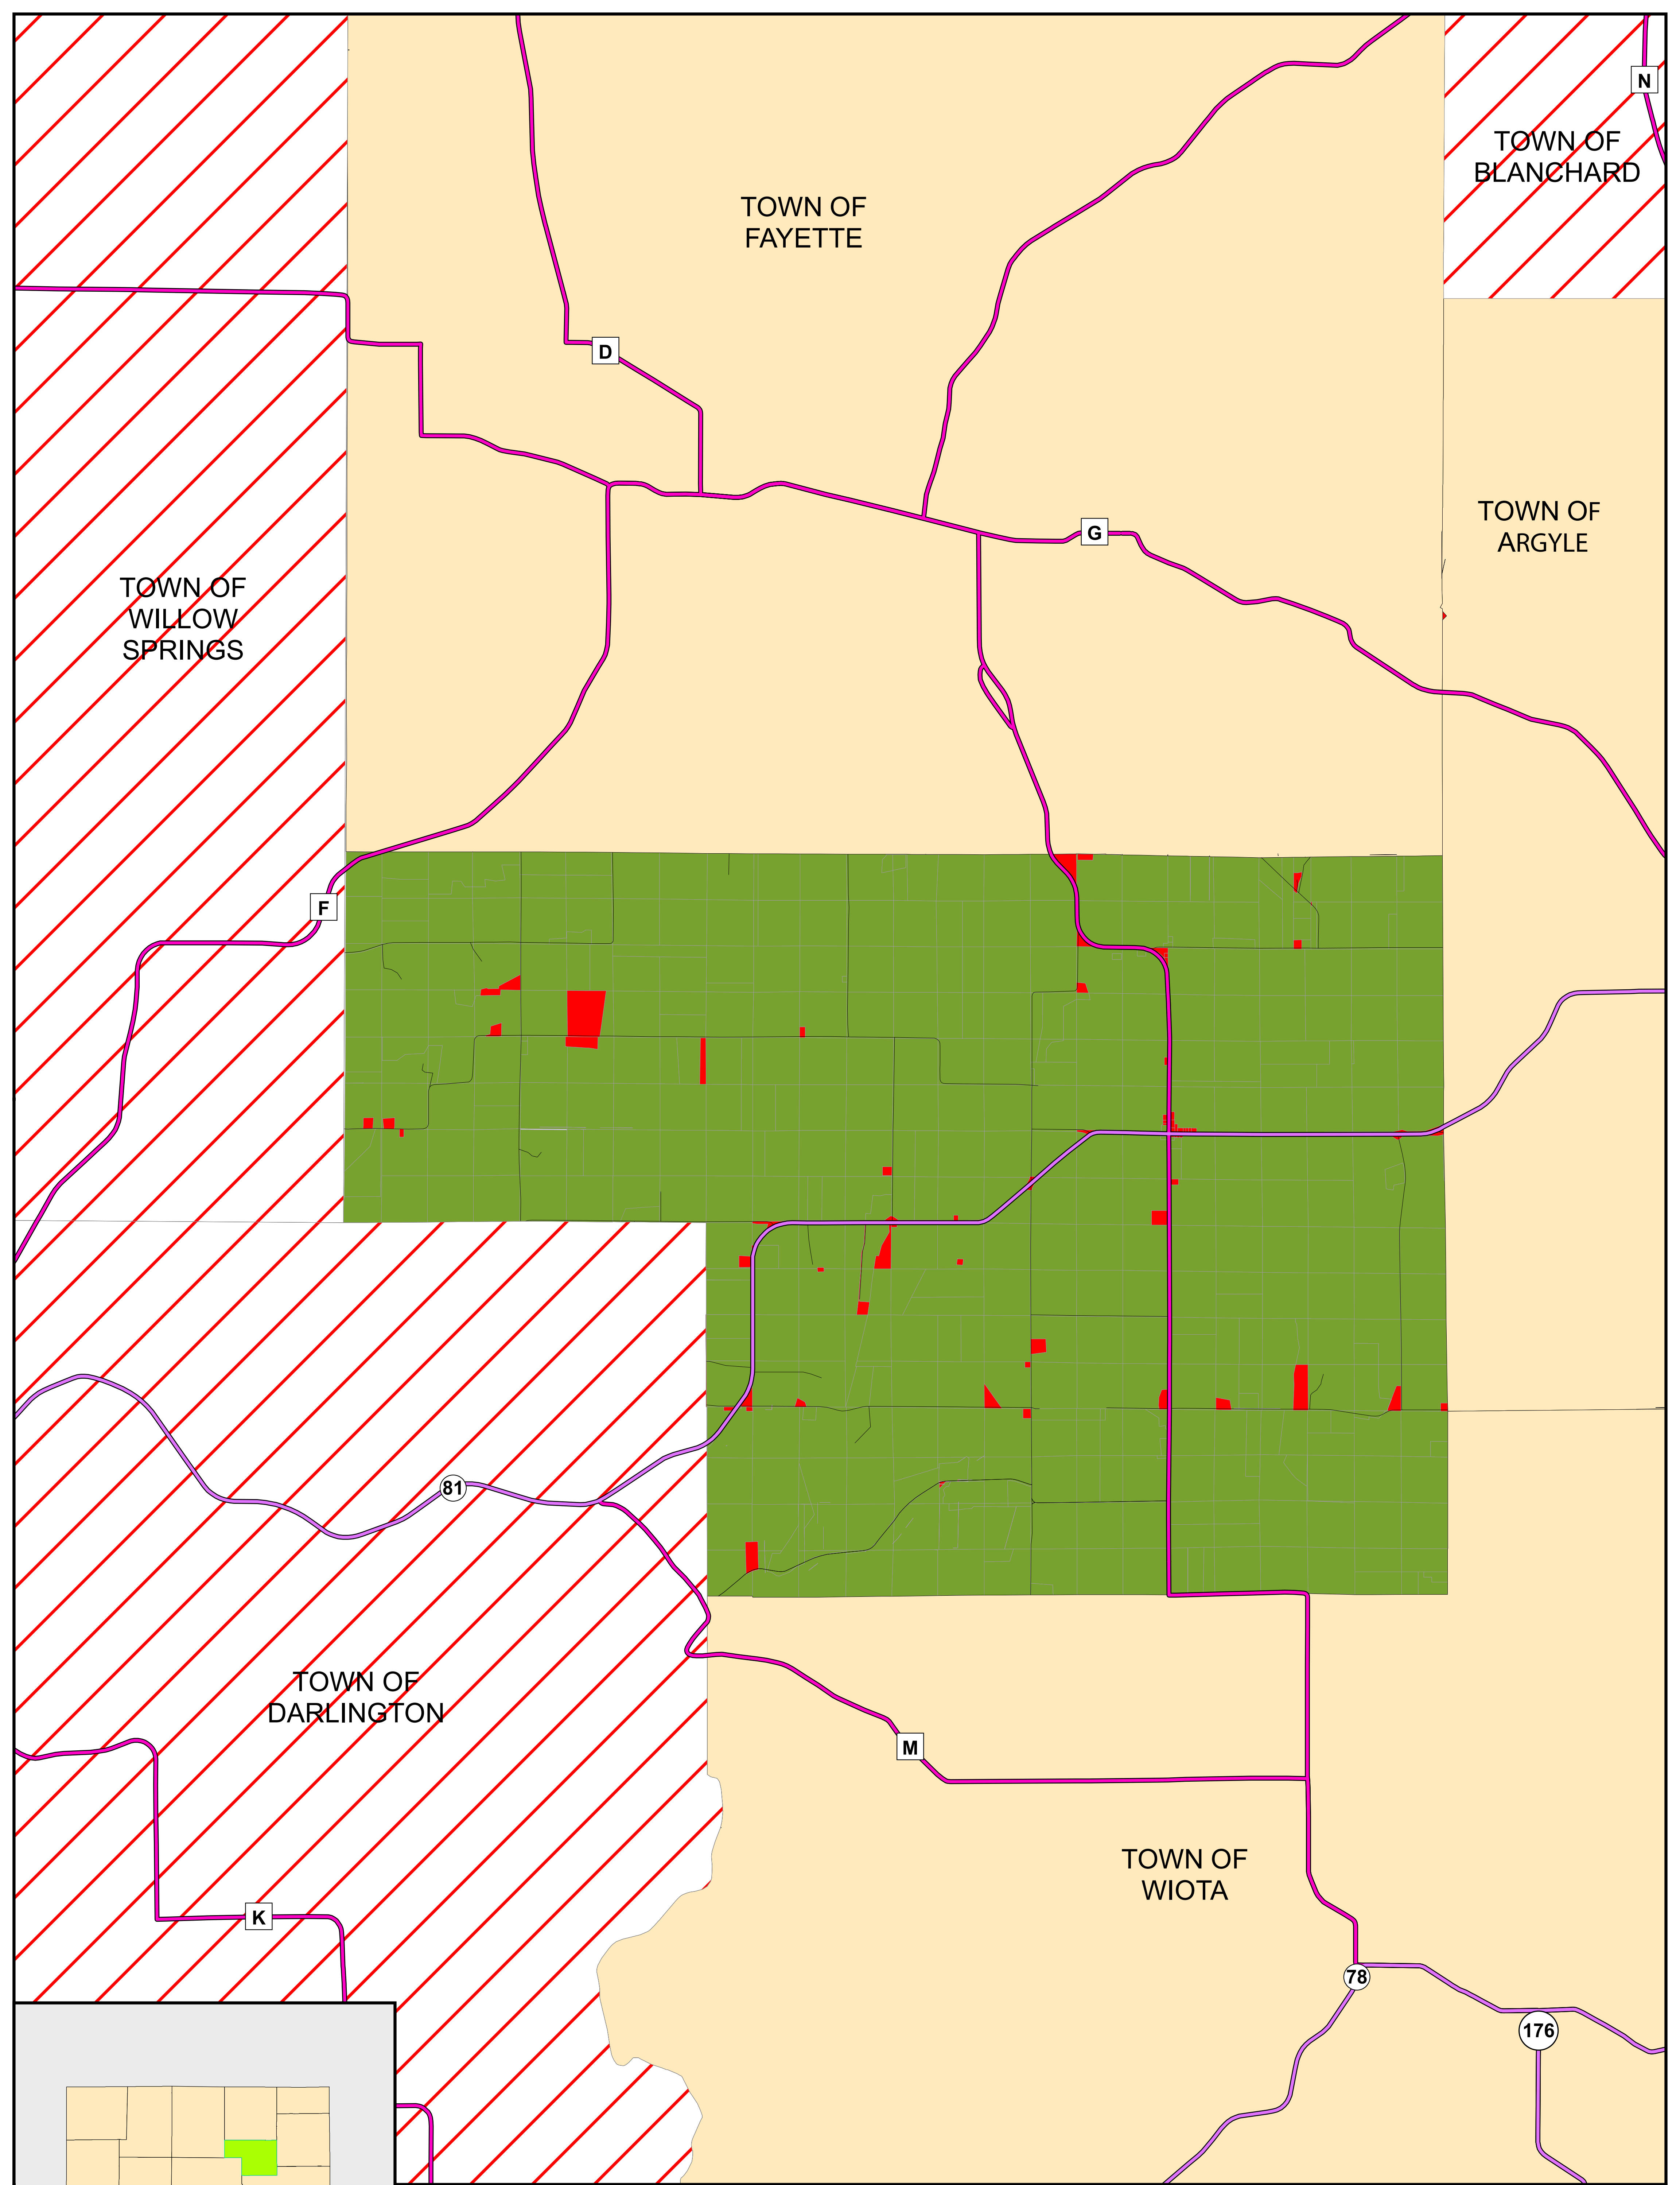 N
TOWN OF
BLANCHARD
TOWN OF
FAYETTE
D
TOWN OF
ARGYLE
G
TOWN OF
WILLOW
SPRINGS
F
81
TOWN OF
DARLINGTON
M
TOWN OF
WIOTA
K
78
176